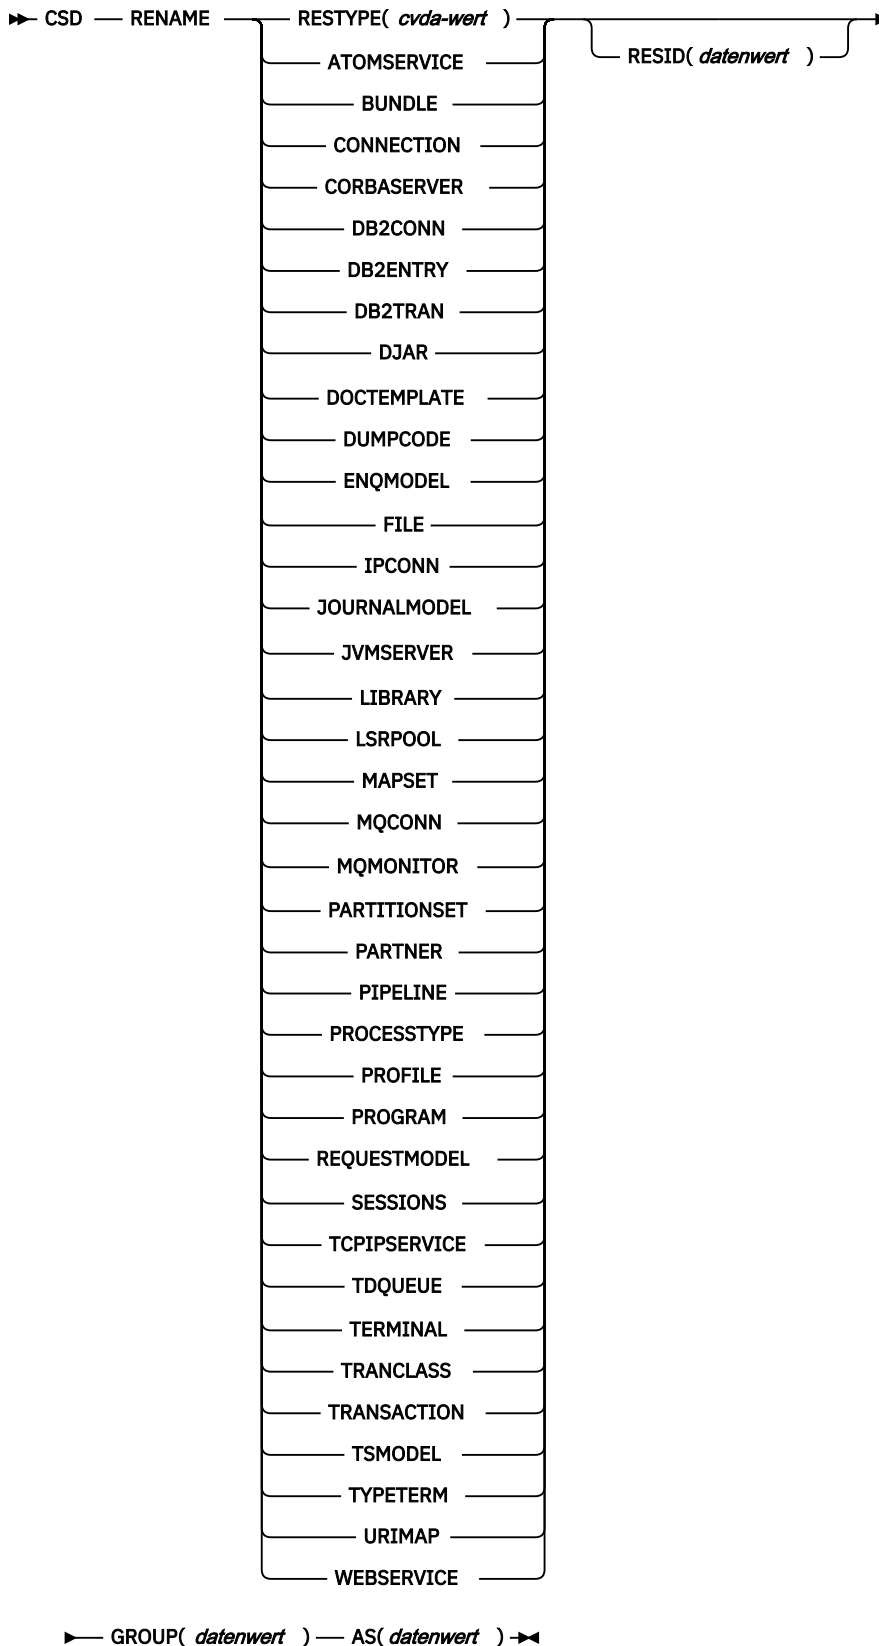 CSD RENAME RESTYPE( cvda-wert )
RESID( datenwert )
ATOMSERVICE
BUNDLE
CONNECTION
CORBASERVER
DB2CONN
DB2ENTRY
DB2TRAN
DJAR
DOCTEMPLATE
DUMPCODE
ENQMODEL
FILE
IPCONN
JOURNALMODEL
JVMSERVER
LIBRARY
LSRPOOL
MAPSET
MQCONN
MQMONITOR
PARTITIONSET
PARTNER
PIPELINE
PROCESSTYPE
PROFILE
PROGRAM
REQUESTMODEL
SESSIONS
TCPIPSERVICE
TDQUEUE
TERMINAL
TRANCLASS
TRANSACTION
TSMODEL
TYPETERM
URIMAP
WEBSERVICE
GROUP( datenwert ) AS( datenwert )